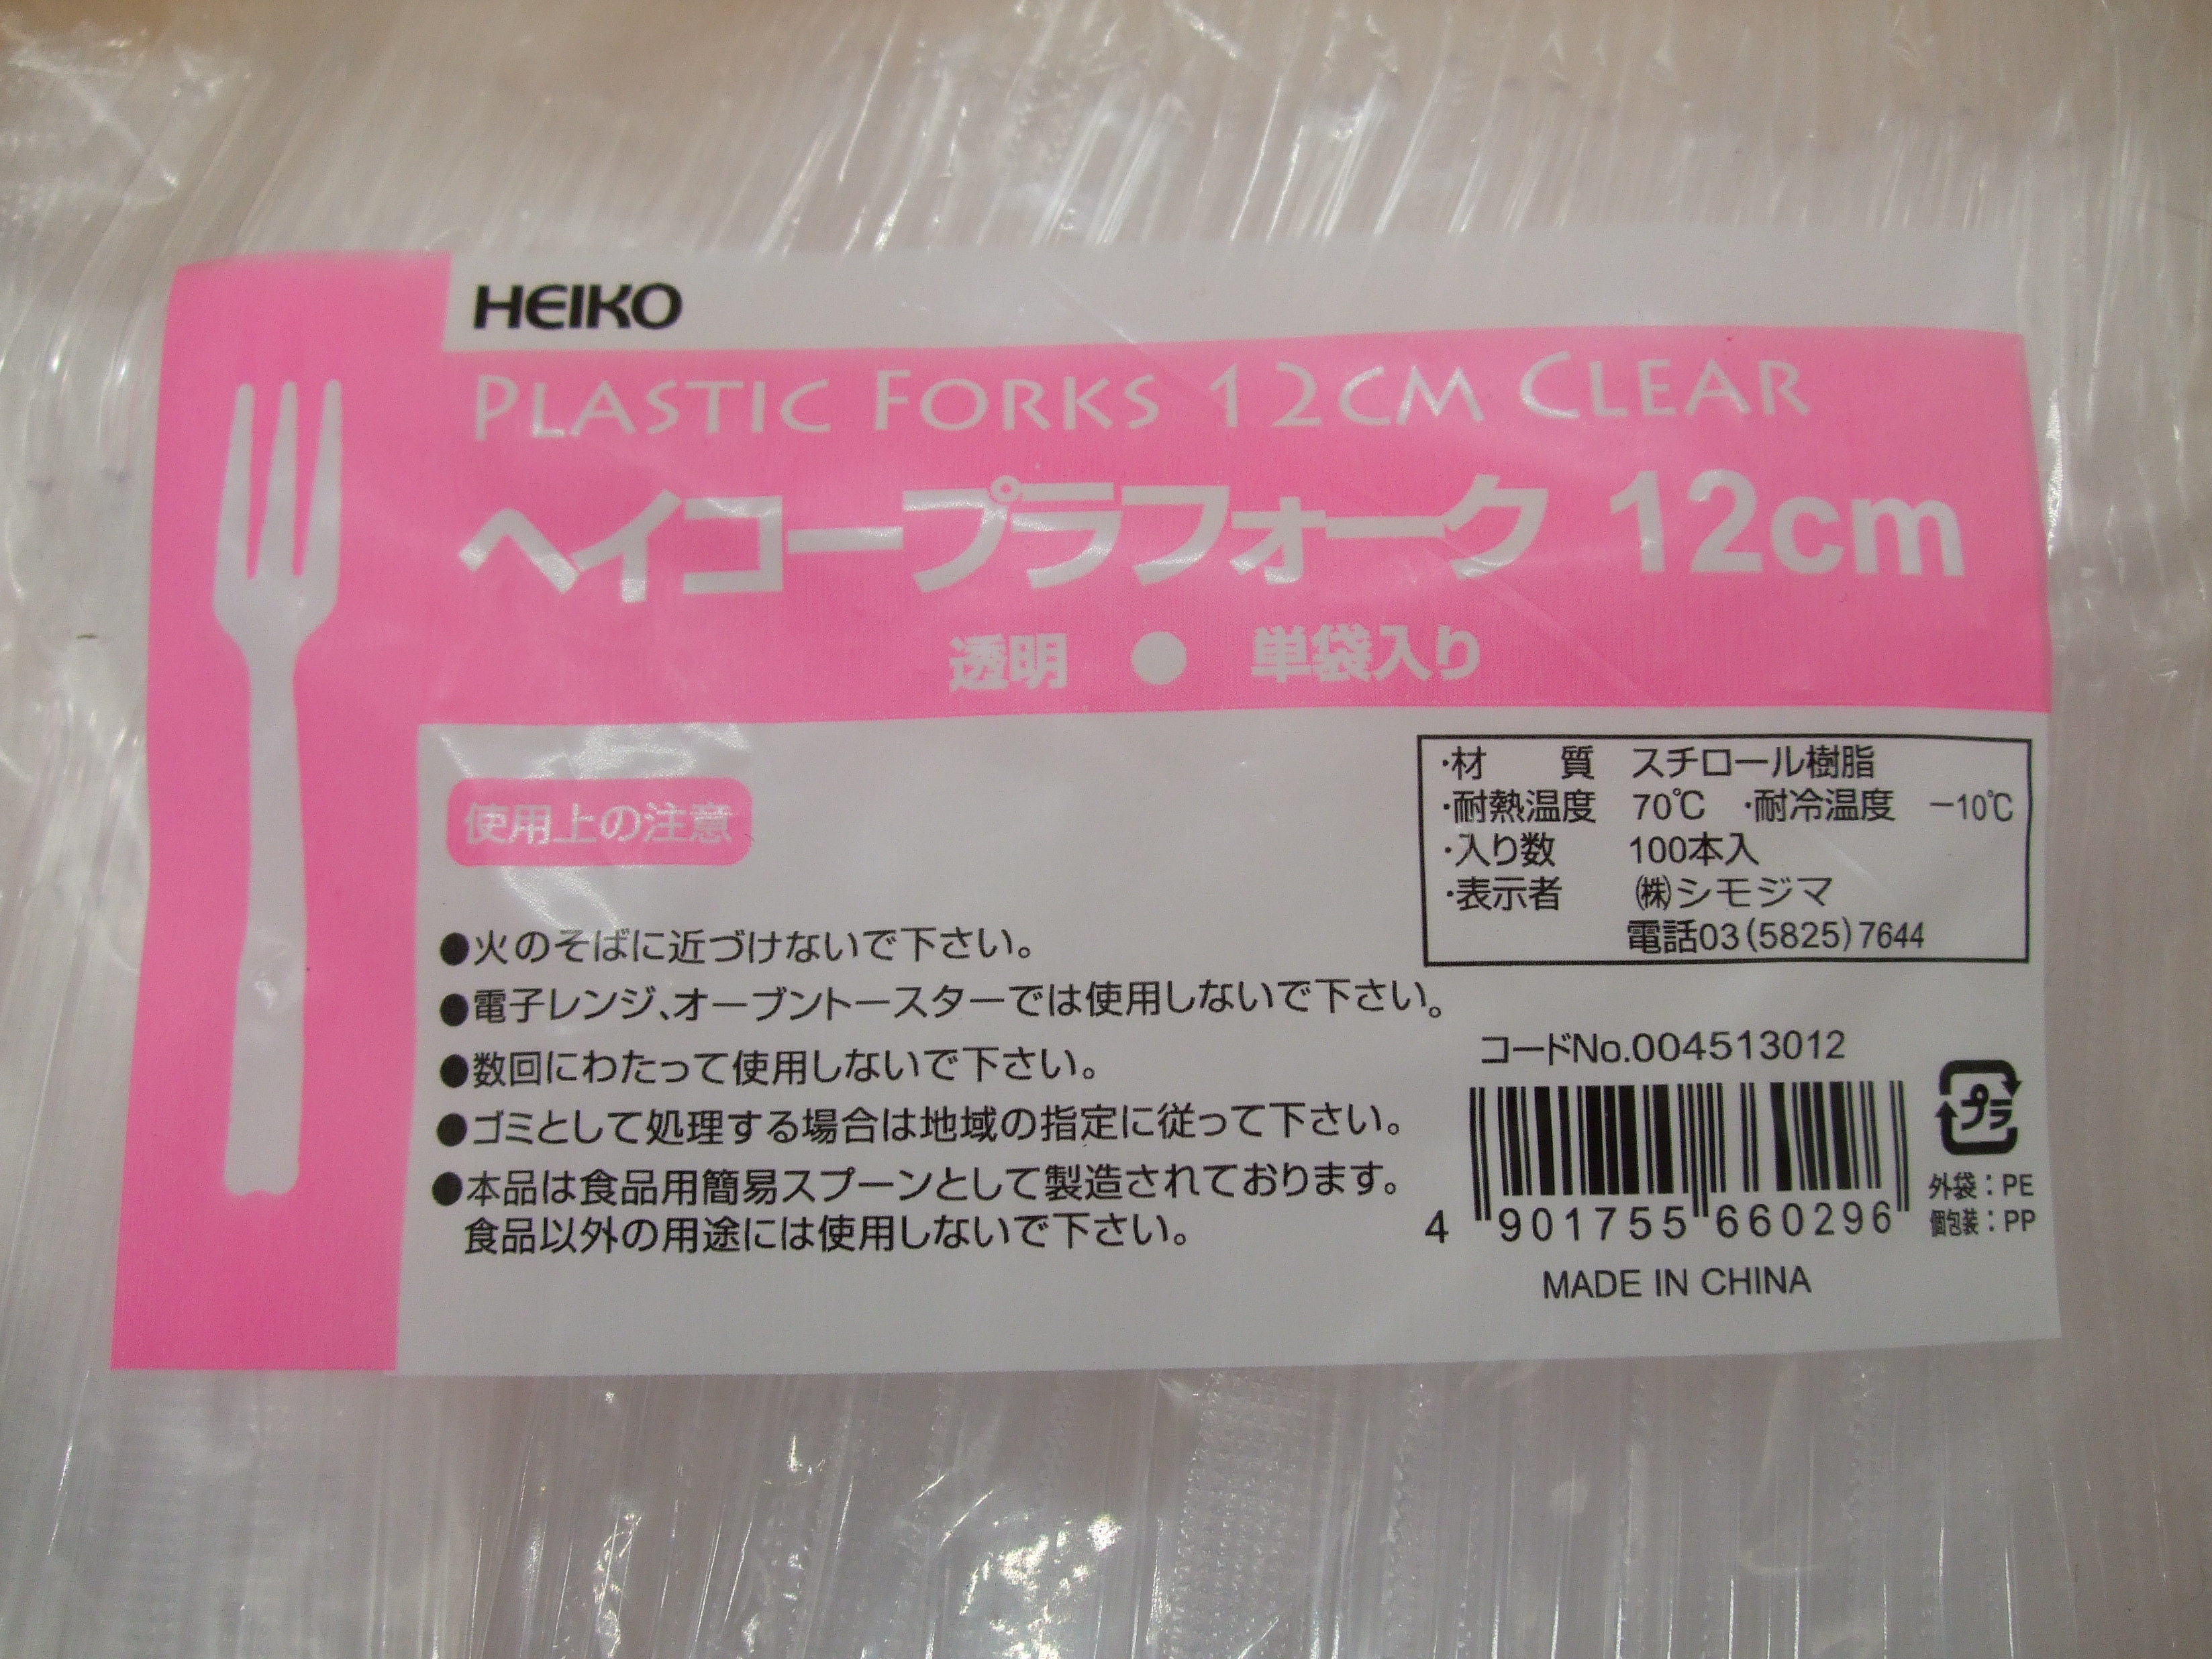 HEIKO
PLASTIC FORKS 12CM CLEAR
ヘイコープラフォーク 12cm
透明 ● 単袋入り
使用上の注意
●火のそばに近づけないで下さい。
●電子レンジ、オーブントースターでは使用しないで下さい。
●数回にわたって使用しないで下さい。
●ゴミとして処理する場合は地域の指定に従って下さい。
●本品は食品用簡易スプーンとして製造されております。
食品以外の用途には使用しないで下さい。
・材 質 スチロール樹脂
・耐熱温度 70℃ ・耐冷温度 −10℃
・入り数 100本入
・表示者 ㈱シモジマ
電話03(5825)7644
コードNo.004513012
4 901755 660296
プラ
外袋:PE
個包装:PP
MADE IN CHINA